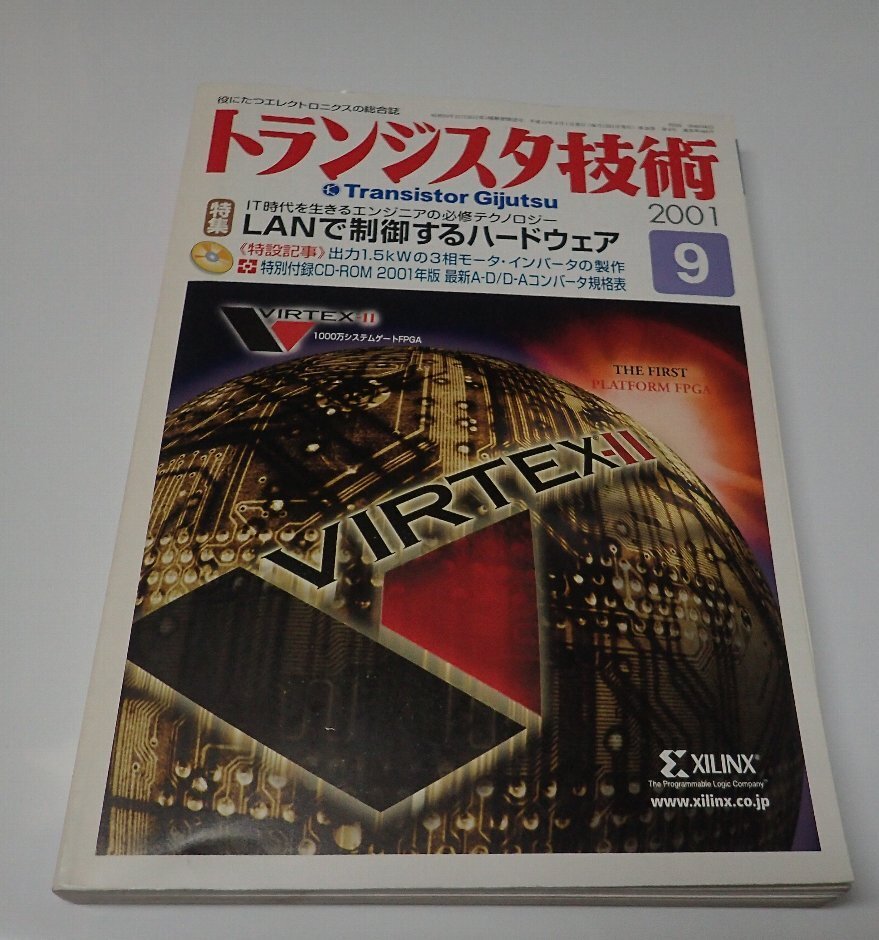 役にたつエレクトロニクスの総合誌
トランジスタ技術
Transistor Gijutsu
2001
9
特集
IT時代を生きるエンジニアの必修テクノロジー
LANで制御するハードウェア
《特設記事》出力1.5kWの3相モータ・インバータの製作
特別付録CD-ROM 2001年版 最新A-D/D-Aコンバータ規格表
VIRTEX-II
1000万システムゲートFPGA
THE FIRST
PLATFORM FPGA
VIRTEX-II
XILINX®
The Programmable Logic Company™
www.xilinx.co.jp